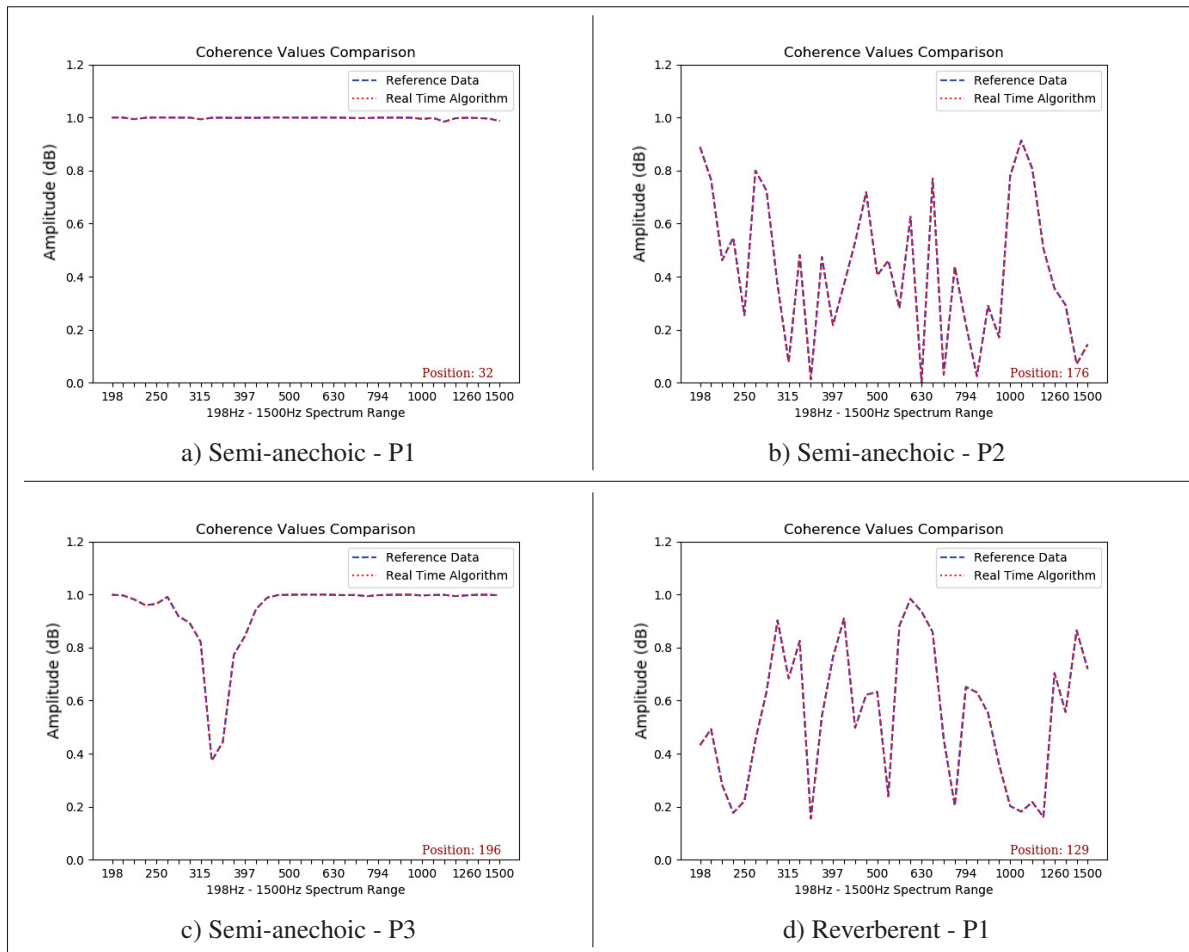 Coherence Values Comparison
Reference Data
Real Time Algorithm
Amplitude (dB)
1.2
1.0
0.8
0.6
0.4
0.2
0.0
Position: 32
198 250 315 397 500 630 794 1000 1260 1500
198Hz - 1500Hz Spectrum Range
a) Semi-anechoic - P1
Coherence Values Comparison
Reference Data
Real Time Algorithm
Amplitude (dB)
1.2
1.0
0.8
0.6
0.4
0.2
0.0
Position: 176
198 250 315 397 500 630 794 1000 1260 1500
198Hz - 1500Hz Spectrum Range
b) Semi-anechoic - P2
Coherence Values Comparison
Reference Data
Real Time Algorithm
Amplitude (dB)
1.2
1.0
0.8
0.6
0.4
0.2
0.0
Position: 196
198 250 315 397 500 630 794 1000 1260 1500
198Hz - 1500Hz Spectrum Range
c) Semi-anechoic - P3
Coherence Values Comparison
Reference Data
Real Time Algorithm
Amplitude (dB)
1.2
1.0
0.8
0.6
0.4
0.2
0.0
Position: 129
198 250 315 397 500 630 794 1000 1260 1500
198Hz - 1500Hz Spectrum Range
d) Reverberent - P1